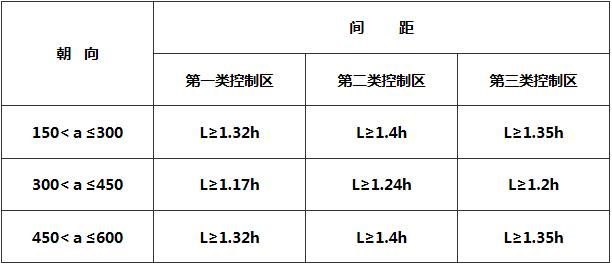 朝 向
间 距
第一类控制区 第二类控制区 第三类控制区
150< a ≤300 L≥1.32h L≥1.4h L≥1.35h
300< a ≤450 L≥1.17h L≥1.24h L≥1.2h
450< a ≤600 L≥1.32h L≥1.4h L≥1.35h